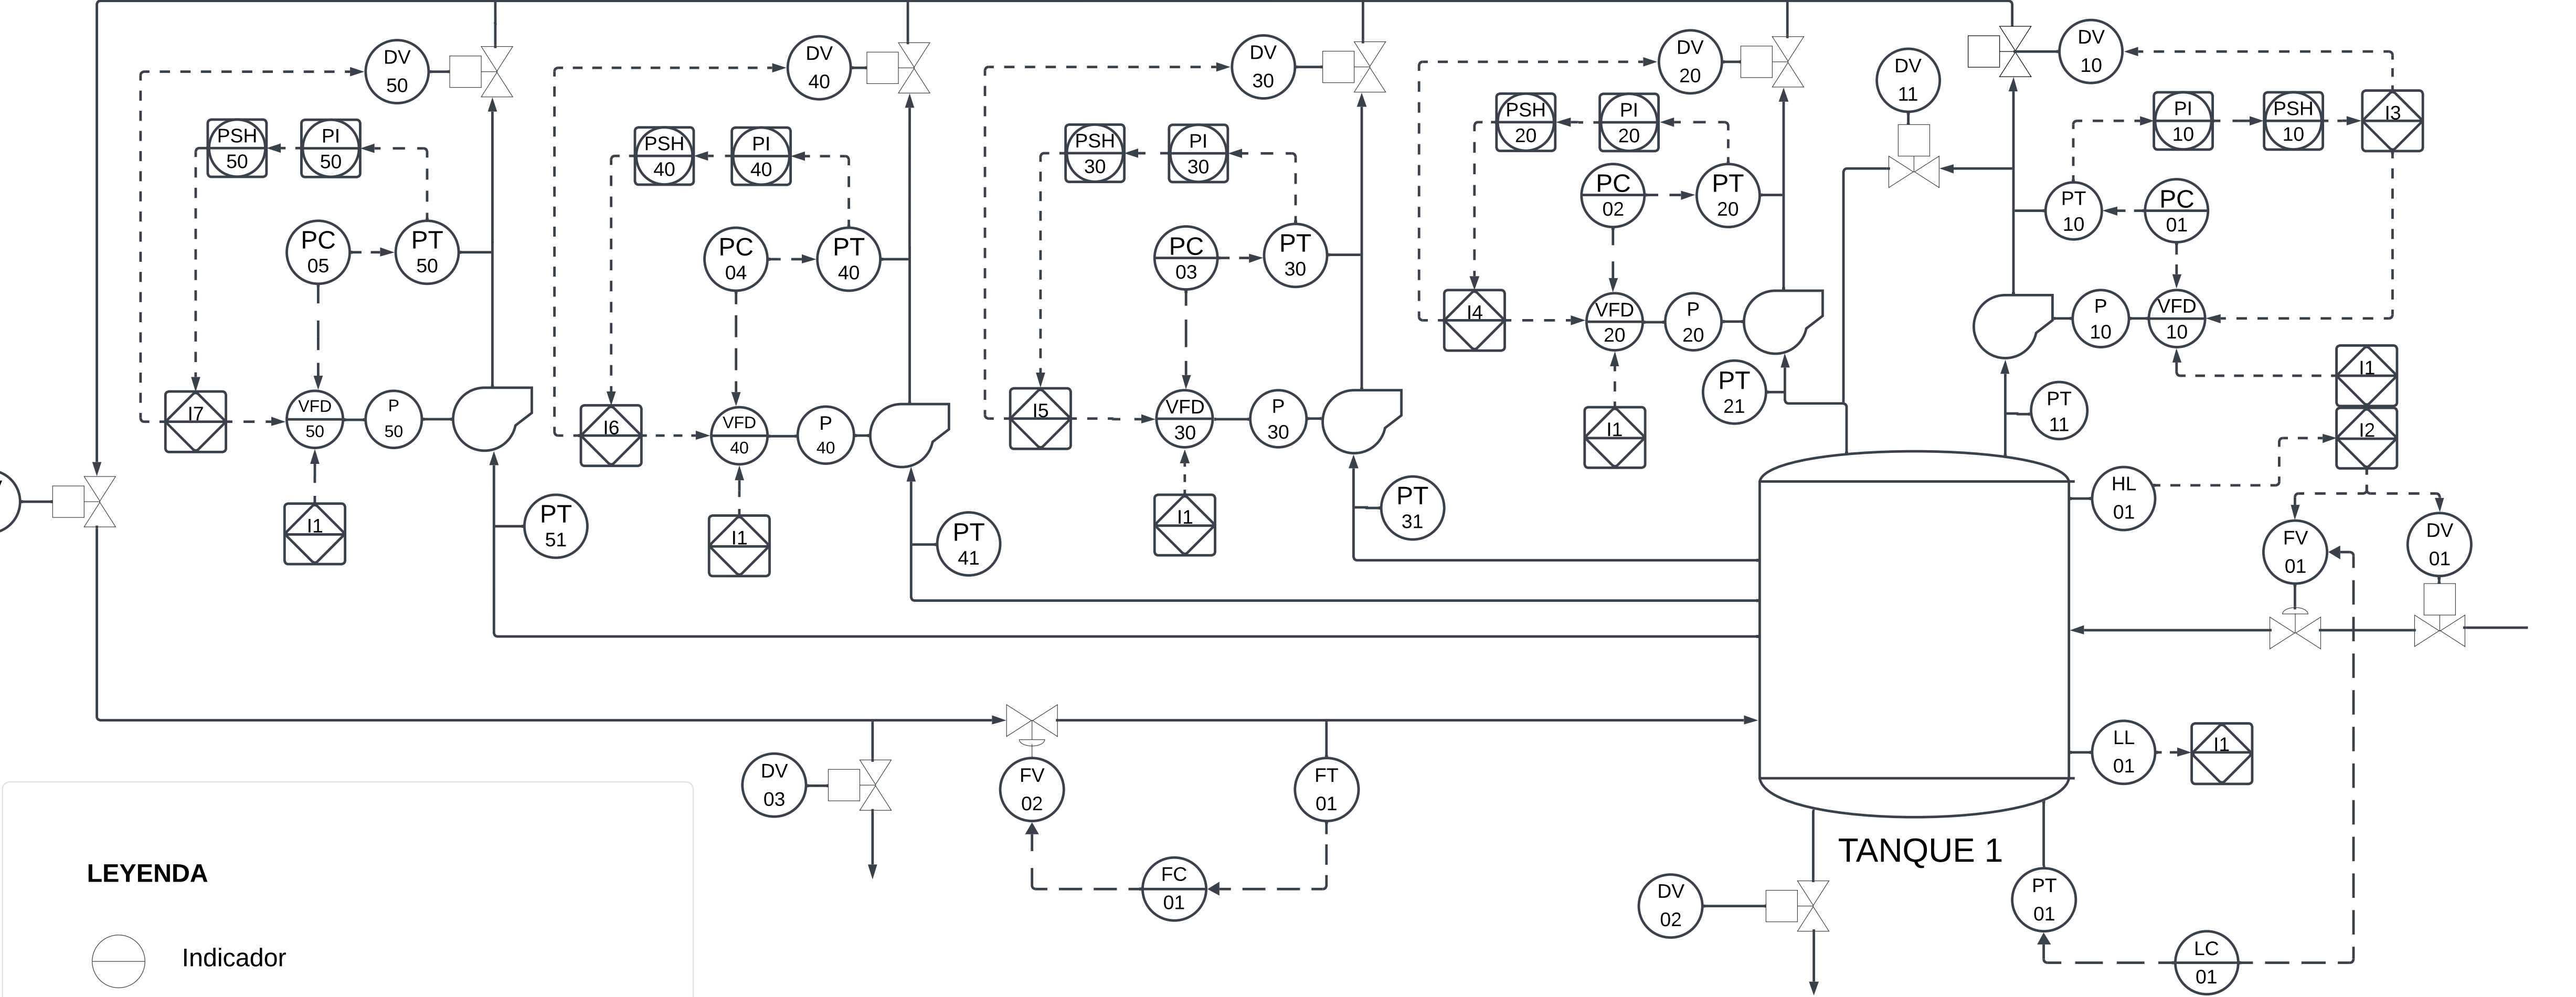 DV
50
DV
40
DV
30
DV
20
DV
11
DV
10
PSH
50
PI
50
PSH
40
PI
40
PSH
30
PI
30
PSH
20
PI
20
PI
10
PSH
10
I3
PC
05
PT
50
PC
04
PT
40
PC
03
PT
30
PC
02
PT
20
PT
10
PC
01
I7
VFD
50
P
50
I6
VFD
40
P
40
I5
VFD
30
P
30
I4
VFD
20
P
20
P
10
VFD
10
I1
I2
PT
21
PT
11
I1
I1
I1
I1
PT
51
PT
41
PT
31
HL
01
FV
01
DV
01
LL
01
I1
DV
03
FV
02
FT
01
FC
01
TANQUE 1
DV
02
PT
01
LC
01
LEYENDA
Indicador